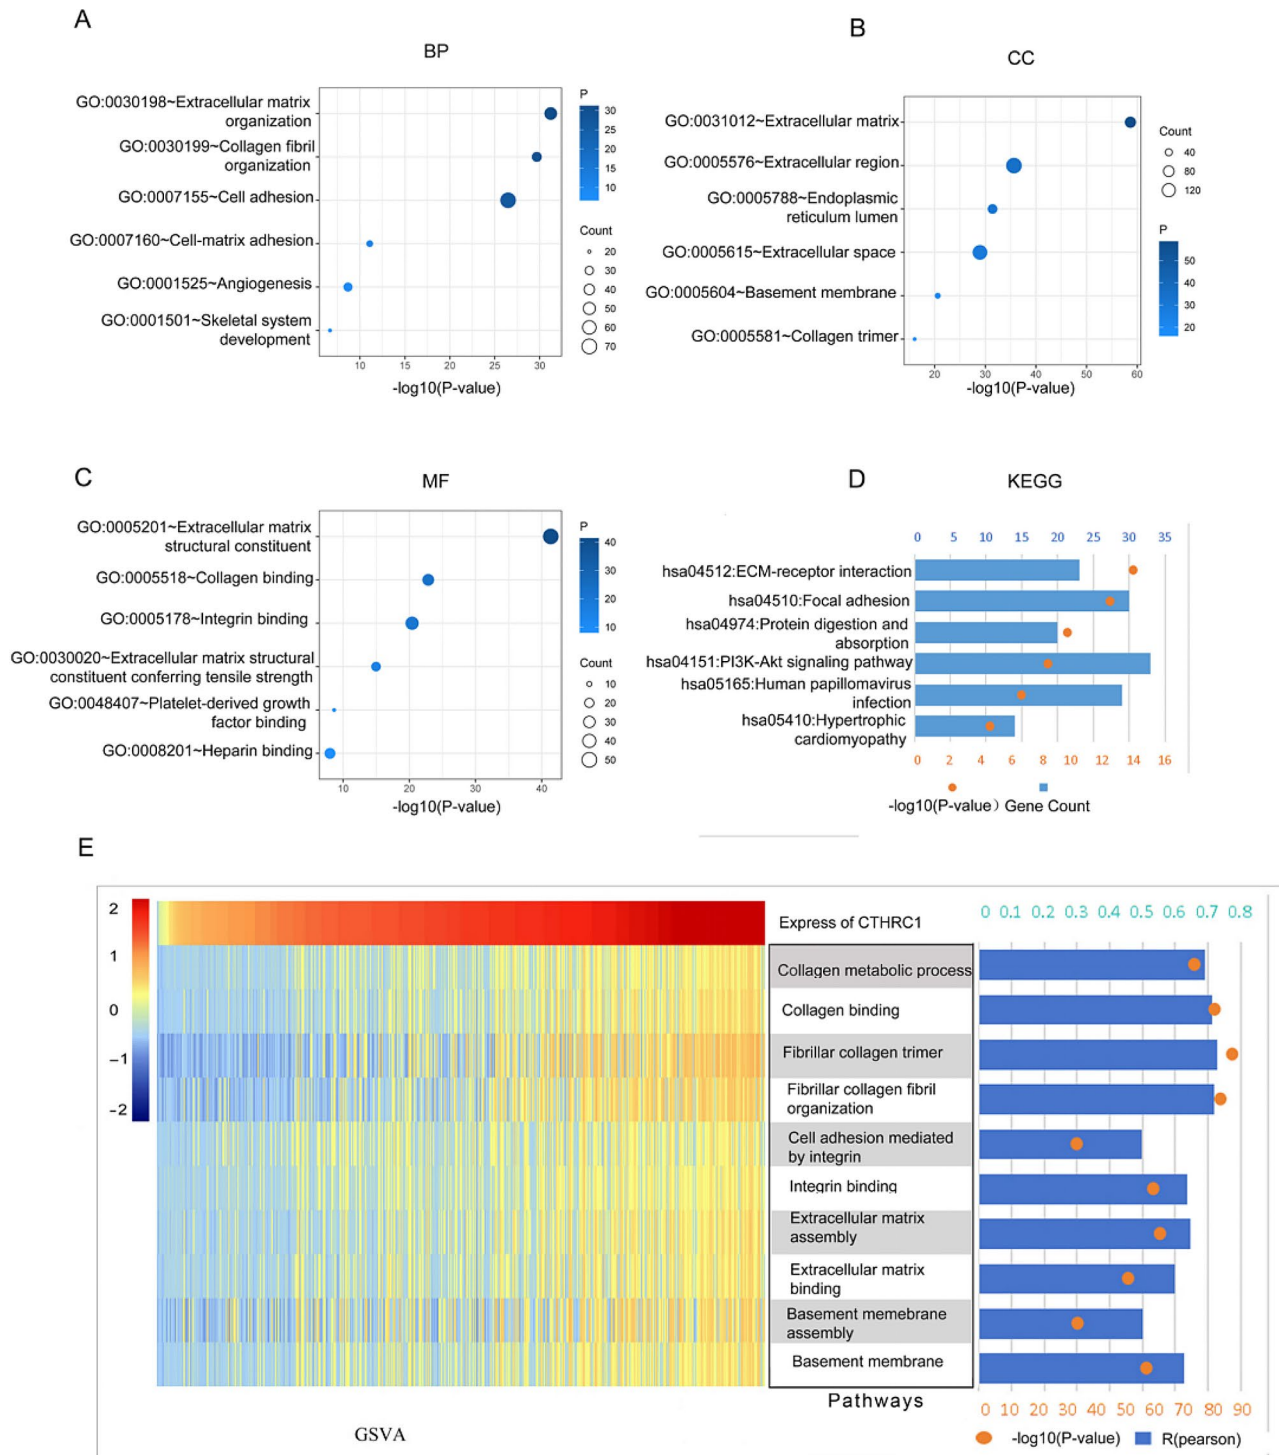 A
BP
GO:0030198~Extracellular matrix
organization
GO:0030199~Collagen fibril
organization
GO:0007155~Cell adhesion
GO:0007160~Cell-matrix adhesion
GO:0001525~Angiogenesis
GO:0001501~Skeletal system
development
10 15 20 25 30
-log10(P-value)
P
30
25
20
15
10
Count
20
30
40
50
60
70
B
CC
GO:0031012~Extracellular matrix
GO:0005576~Extracellular region
GO:0005788~Endoplasmic
reticulum lumen
GO:0005615~Extracellular space
GO:0005604~Basement membrane
GO:0005581~Collagen trimer
20 30 40 50 60
-log10(P-value)
Count
40
80
120
P
50
40
30
20
C
MF
GO:0005201~Extracellular matrix
structural constituent
GO:0005518~Collagen binding
GO:0005178~Integrin binding
GO:0030020~Extracellular matrix structural
constituent conferring tensile strength
GO:0048407~Platelet-derived growth
factor binding
GO:0008201~Heparin binding
10 20 30 40
-log10(P-value)
P
40
30
20
10
Count
10
20
30
40
50
D
KEGG
0 5 10 15 20 25 30 35
hsa04512:ECM-receptor interaction
hsa04510:Focal adhesion
hsa04974:Protein digestion and
absorption
hsa04151:PI3K-Akt signaling pathway
hsa05165:Human papillomavirus
infection
hsa05410:Hypertrophic
cardiomyopathy
0 2 4 6 8 10 12 14 16
-log10(P-value) Gene Count
E
2
1
0
−1
−2
Express of CTHRC1
0 0.1 0.2 0.3 0.4 0.5 0.6 0.7 0.8
Collagen metabolic process
Collagen binding
Fibrillar collagen trimer
Fibrillar collagen fibril
organization
Cell adhesion mediated
by integrin
Integrin binding
Extracellular matrix
assembly
Extracellular matrix
binding
Basement memebrane
assembly
Basement membrane
Pathways
0 10 20 30 40 50 60 70 80 90
-log10(P-value) R(pearson)
GSVA